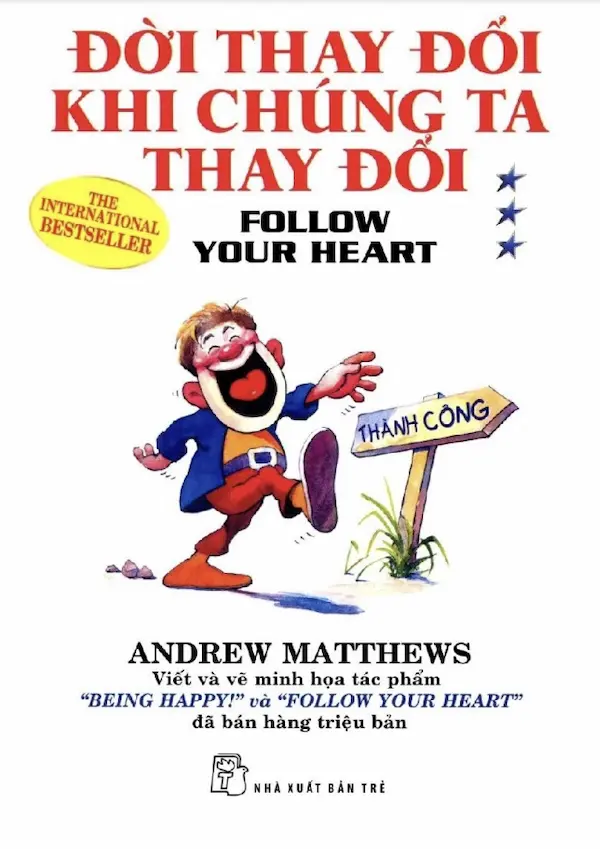 ĐỜI THAY ĐỔI
KHI CHÚNG TA
THAY ĐỔI
THE
INTERNATIONAL
BESTSELLER
FOLLOW
YOUR HEART
THÀNH CÔNG
ANDREW MATTHEWS
Viết và vẽ minh họa tác phẩm
“BEING HAPPY!” và “FOLLOW YOUR HEART”
đã bán hàng triệu bản
T
NHÀ XUẤT BẢN TRẺ